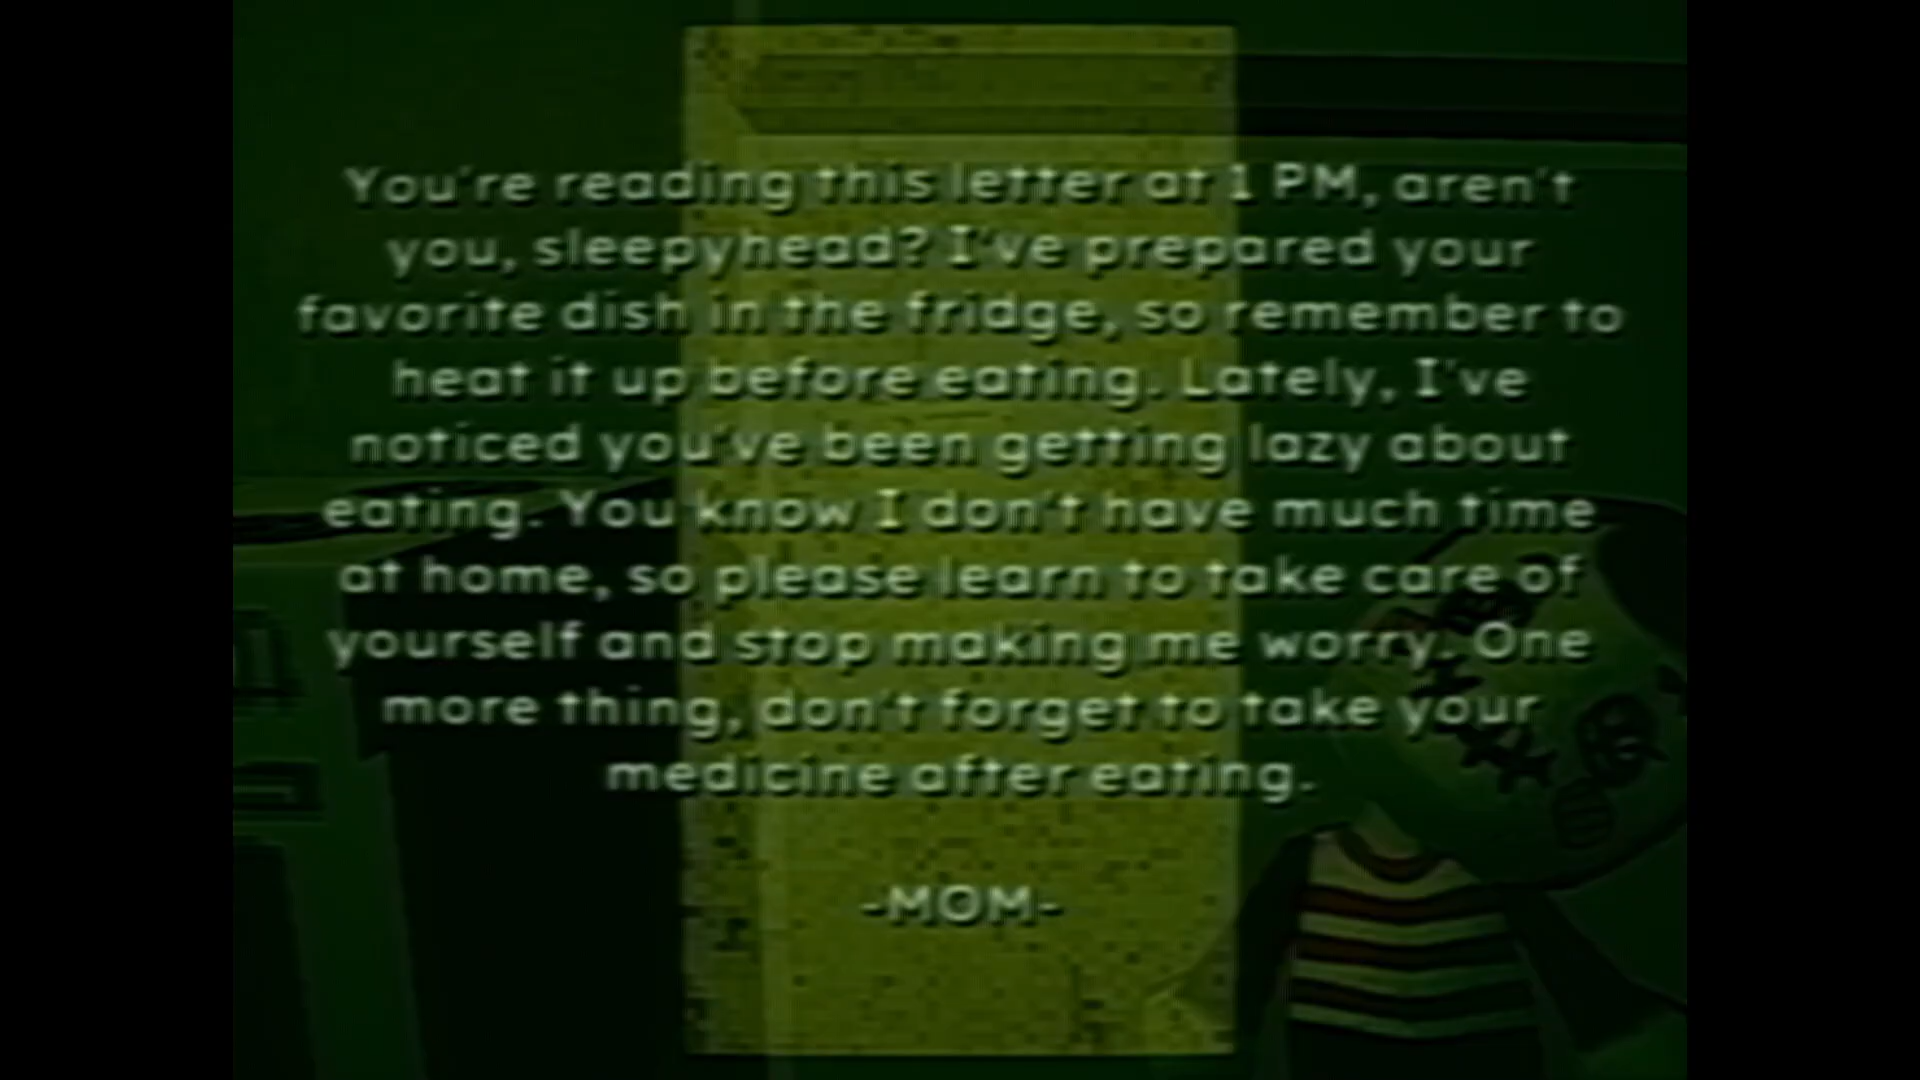 You're reading this letter at 1 PM, aren't
you, sleepyhead? I've prepared your
favorite dish in the fridge, so remember to
heat it up before eating. Lately, I've
noticed you've been getting lazy about
eating. You know I don't have much time
at home, so please learn to take care of
yourself and stop making me worry. One
more thing, don't forget to take your
medicine after eating.
-MOM-